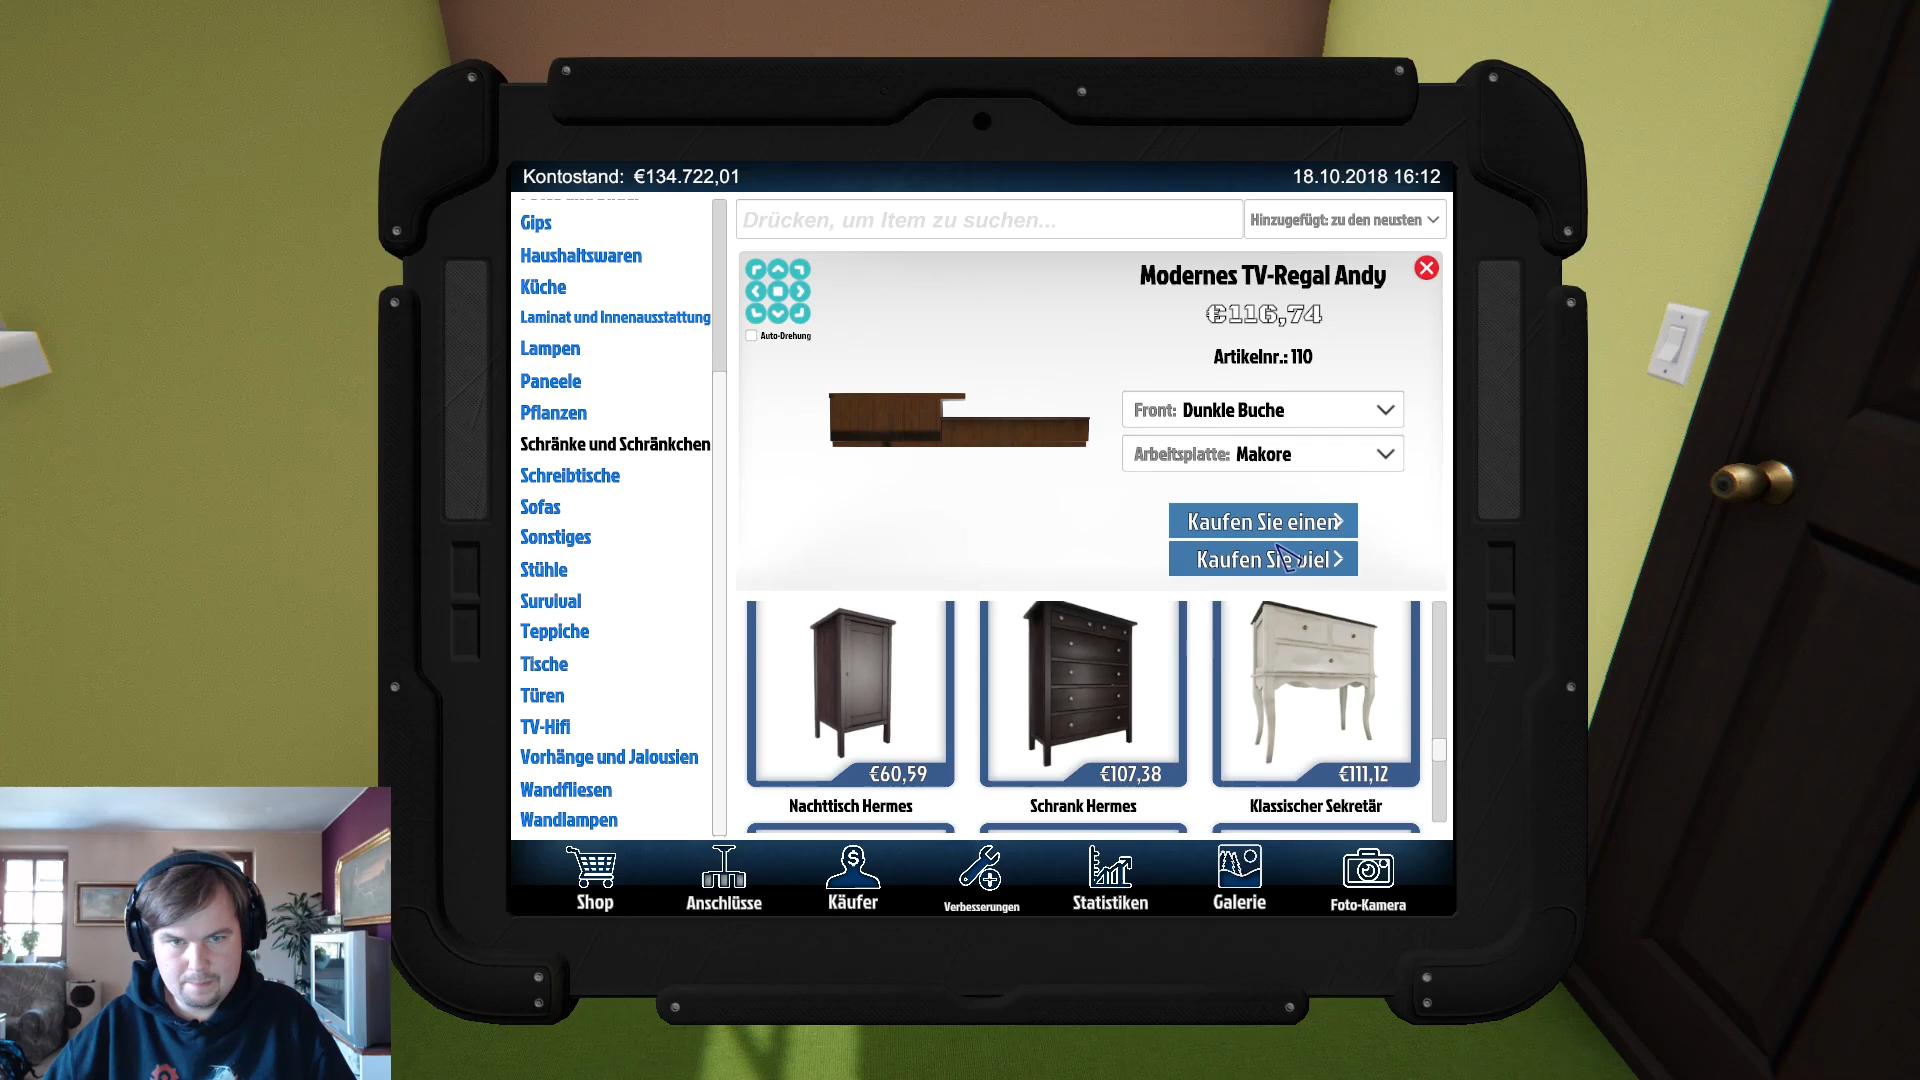 Kontostand: €134.722,01
18.10.2018 16:12
Gips
Haushaltswaren
Küche
Laminat und Innenausstattung
Lampen
Paneele
Pflanzen
Schränke und Schränkchen
Schreibtische
Sofas
Sonstiges
Stühle
Survival
Teppiche
Tische
Türen
TV-Hifi
Vorhänge und Jalousien
Wandfliesen
Wandlampen
Drücken, um Item zu suchen...
Hinzugefügt: zu den neusten
Auto-Drehung
Modernes TV-Regal Andy
€116,74
Artikelnr.: 110
Front: Dunkle Buche
Arbeitsplatte: Makore
Kaufen Sie einen
Kaufen Sie viel
€60,59
€107,38
€111,12
Nachttisch Hermes
Schrank Hermes
Klassischer Sekretär
Shop
Anschlüsse
Käufer
Verbesserungen
Statistiken
Galerie
Foto-Kamera